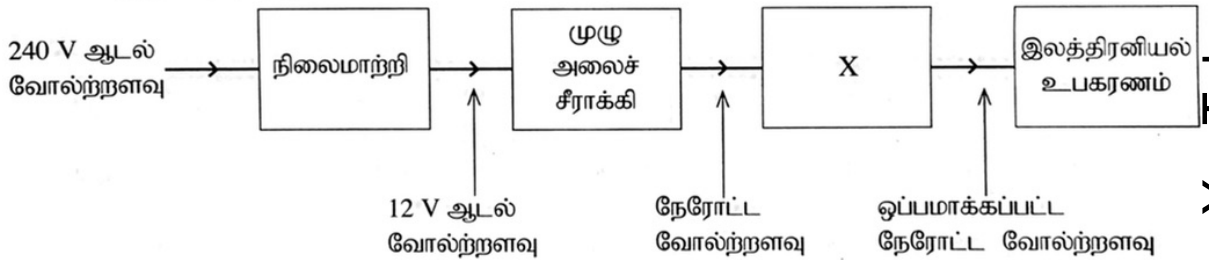 240 V ஆடல்
வோல்ற்றளவு
நிலைமாற்றி
முழு
அலைச்
சீராக்கி
X
இலத்திரனியல்
உபகரணம்
12 V ஆடல்
வோல்ற்றளவு
நேரோட்ட
வோல்ற்றளவு
ஒப்பமாக்கப்பட்ட
நேரோட்ட வோல்ற்றளவு